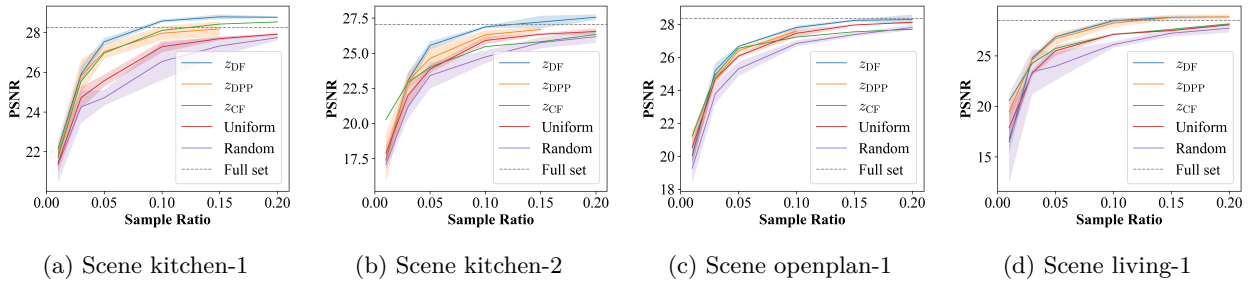 PSNR
28
26
24
22
0.00 0.05 0.10 0.15 0.20
Sample Ratio
z_DF
z_DPP
z_CF
Uniform
Random
Full set
(a) Scene kitchen-1
PSNR
27.5
25.0
22.5
20.0
17.5
0.00 0.05 0.10 0.15 0.20
Sample Ratio
z_DF
z_DPP
z_CF
Uniform
Random
Full set
(b) Scene kitchen-2
PSNR
28
26
24
22
20
18
0.00 0.05 0.10 0.15 0.20
Sample Ratio
z_DF
z_DPP
z_CF
Uniform
Random
Full set
(c) Scene openplan-1
PSNR
25
20
15
0.00 0.05 0.10 0.15 0.20
Sample Ratio
z_DF
z_DPP
z_CF
Uniform
Random
Full set
(d) Scene living-1